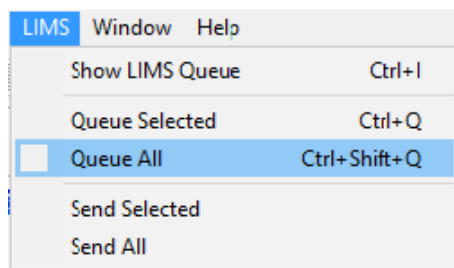 LIMS Window Help
Show LIMS Queue Ctrl+I
Queue Selected Ctrl+Q
Queue All Ctrl+Shift+Q
Send Selected
Send All